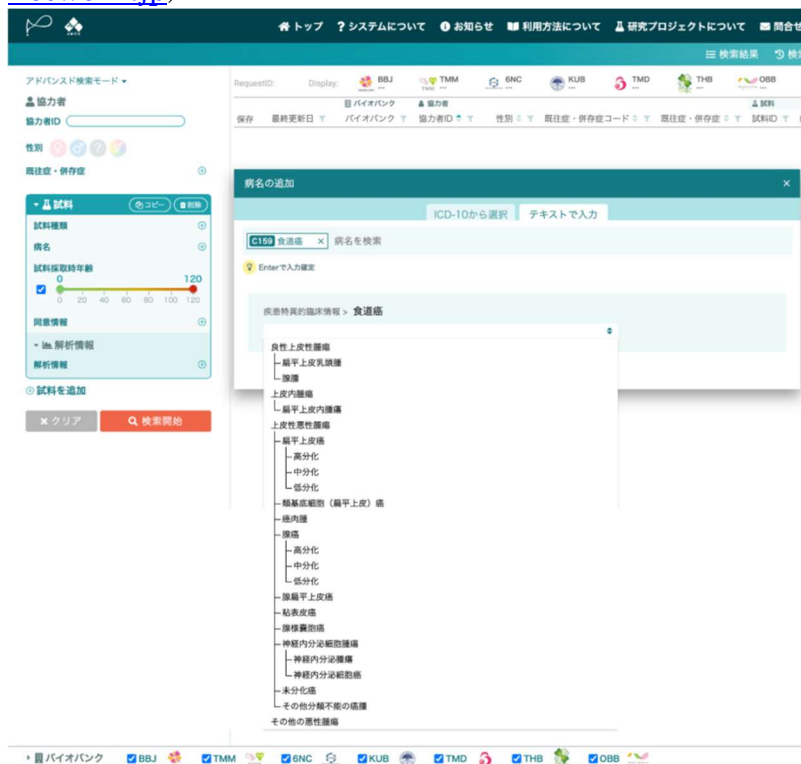 トップ ? システムについて お知らせ 利用方法について 研究プロジェクトについて 問合せ
検索結果 検索
アドバンスド検索モード
RequestID: Display: BBJ TMM 6NC KUB TMD THB OBB
協力者
バイオバンク 協力者 試料
協力者ID
保存 最終更新日 バイオバンク 協力者ID 性別 既往症・併存症コード 既往症・併存症 試料ID
性別
既往症・併存症
病名の追加 ×
試料 コピー 削除
ICD-10から選択 テキストで入力
試料種類
C159 食道癌 × 病名を検索
病名
試料採取時年齢
Enterで入力確定
0 120
0 20 40 60 80 100 120
疾患特異的臨床情報 > 食道癌
同意情報
解析情報
解析情報
試料を追加
× クリア 検索開始
良性上皮性腫瘍
扁平上皮乳頭腫
腺腫
上皮内腫瘍
扁平上皮内腫瘍
上皮性悪性腫瘍
扁平上皮癌
高分化
中分化
低分化
類基底細胞（扁平上皮）癌
癌肉腫
腺癌
高分化
中分化
低分化
腺扁平上皮癌
粘表皮癌
腺様嚢胞癌
神経内分泌細胞腫瘍
神経内分泌腫瘍
神経内分泌細胞癌
未分化癌
その他分類不能の癌腫
その他の悪性腫瘍
バイオバンク BBJ TMM 6NC KUB TMD THB OBB